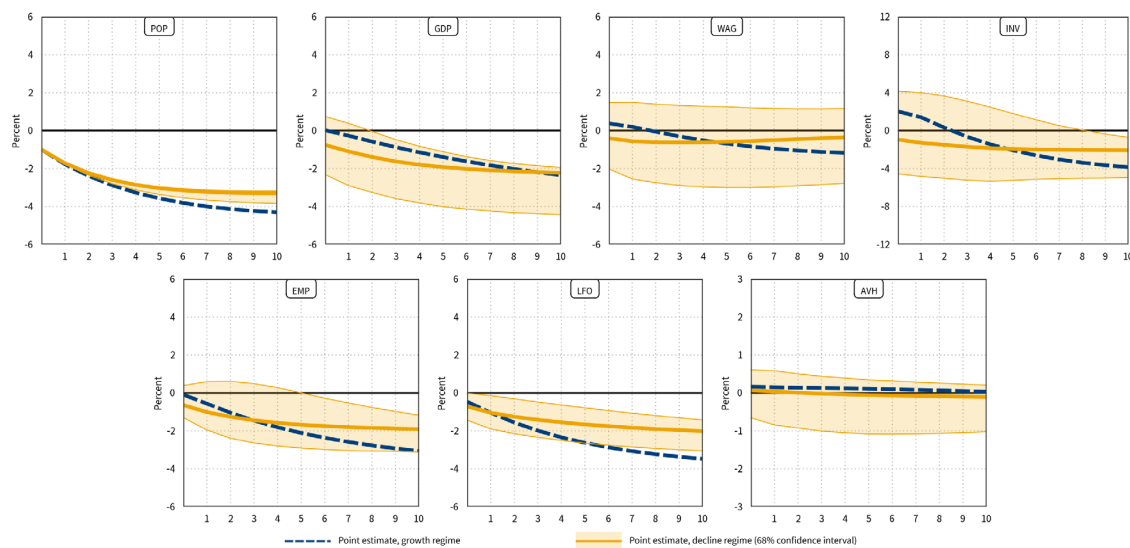 POP
GDP
WAG
INV
Percent
6
4
2
0
-2
-4
-6
1 2 3 4 5 6 7 8 9 10
Percent
6
4
2
0
-2
-4
-6
1 2 3 4 5 6 7 8 9 10
Percent
6
4
2
0
-2
-4
-6
1 2 3 4 5 6 7 8 9 10
Percent
12
8
4
0
-4
-8
-12
1 2 3 4 5 6 7 8 9 10
EMP
LFO
AVH
Percent
6
4
2
0
-2
-4
-6
1 2 3 4 5 6 7 8 9 10
Percent
6
4
2
0
-2
-4
-6
1 2 3 4 5 6 7 8 9 10
Percent
3
2
1
0
-1
-2
-3
1 2 3 4 5 6 7 8 9 10
Point estimate, growth regime
Point estimate, decline regime (68% confidence interval)